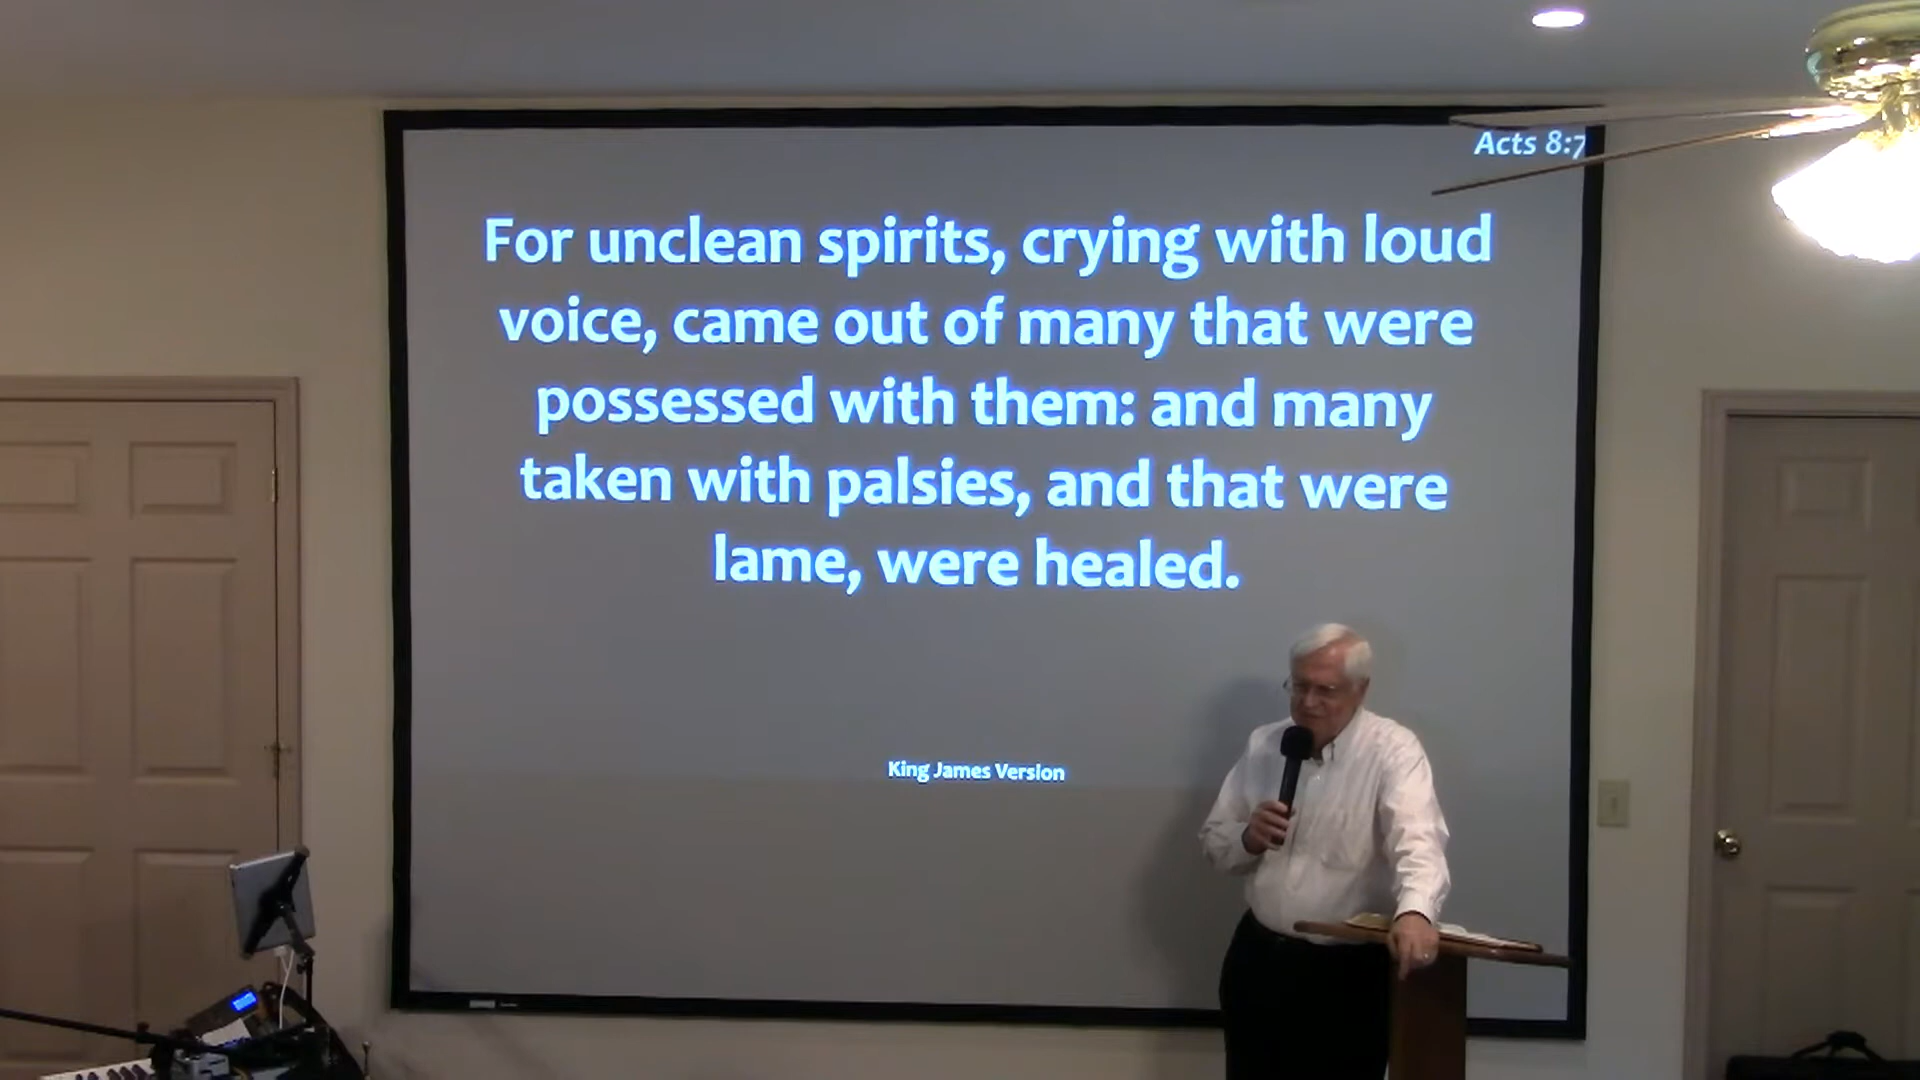 Acts 8:7
For unclean spirits, crying with loud
voice, came out of many that were
possessed with them: and many
taken with palsies, and that were
lame, were healed.
King James Version